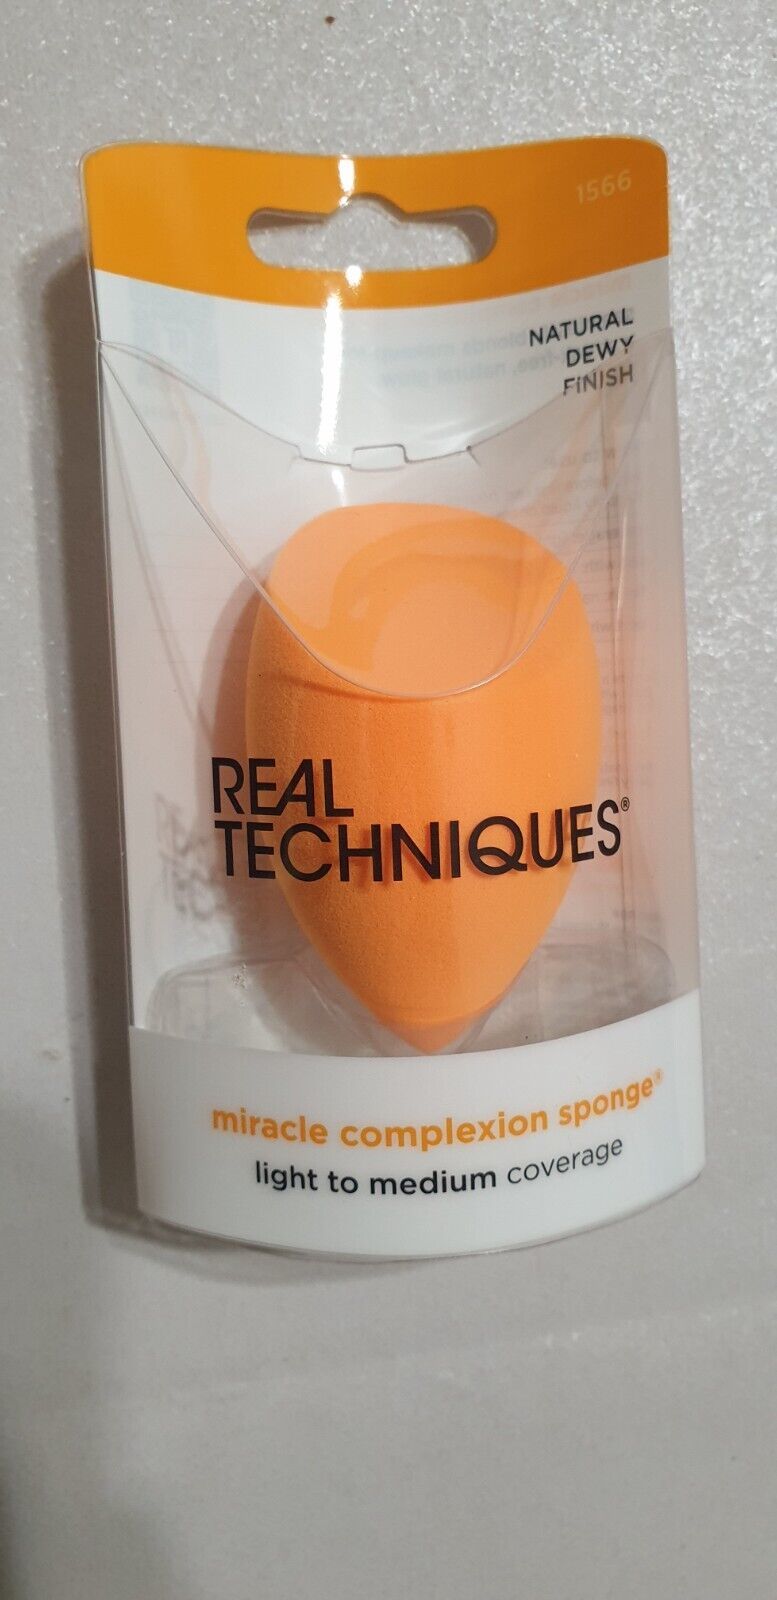 1566
NATURAL
DEWY
FINISH
REAL
TECHNIQUES®
miracle complexion sponge®
light to medium coverage